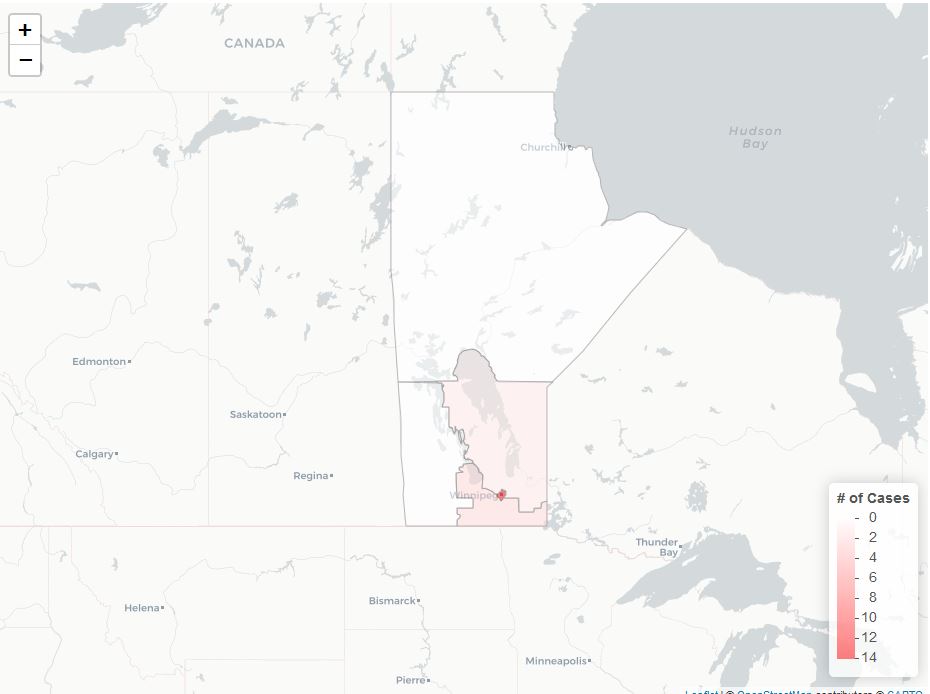 +
−
CANADA
Hudson
Bay
Churchill
Edmonton
Saskatoon
Calgary
Regina
Winnipeg
# of Cases
0
2
4
6
8
10
12
14
Thunder
Bay
Helena
Bismarck
Minneapolis
Pierre
Leaflet | © OpenStreetMap contributors © CARTO